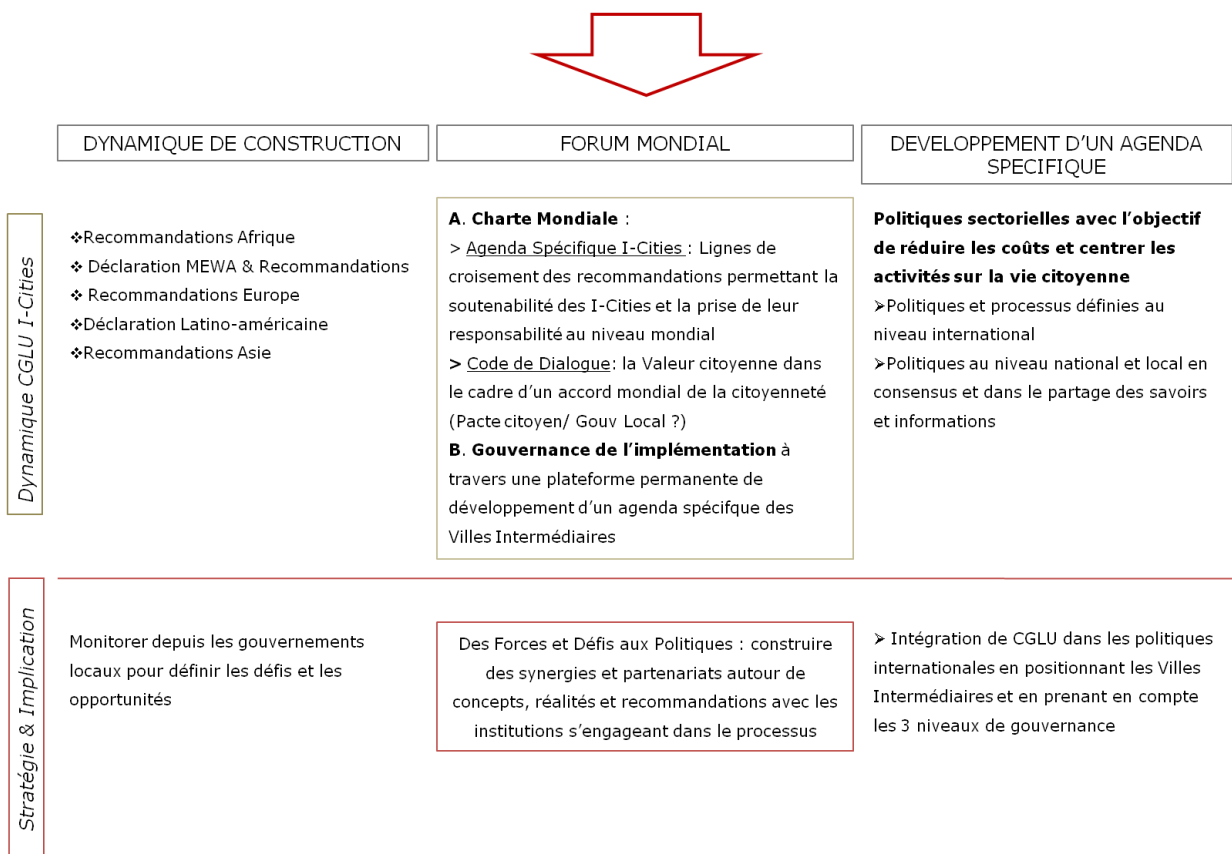 DYNAMIQUE DE CONSTRUCTION
FORUM MONDIAL
DEVELOPPEMENT D’UN AGENDA
SPECIFIQUE
Dynamique CGLU I-Cities
❖Recommandations Afrique
❖ Déclaration MEWA & Recommandations
❖ Recommandations Europe
❖Déclaration Latino-américaine
❖Recommandations Asie
A. Charte Mondiale :
> Agenda Spécifique I-Cities : Lignes de
croisement des recommandations permettant la
soutenabilité des I-Cities et la prise de leur
responsabilité au niveau mondial
> Code de Dialogue: la Valeur citoyenne dans
le cadre d’un accord mondial de la citoyenneté
(Pacte citoyen/ Gouv Local ?)
B. Gouvernance de l’implémentation à
travers une plateforme permanente de
développement d’un agenda spécifque des
Villes Intermédiaires
Politiques sectorielles avec l’objectif
de réduire les coûts et centrer les
activités sur la vie citoyenne
➢Politiques et processus définies au
niveau international
➢Politiques au niveau national et local en
consensus et dans le partage des savoirs
et informations
Stratégie & Implication
Monitorer depuis les gouvernements
locaux pour définir les défis et les
opportunités
Des Forces et Défis aux Politiques : construire
des synergies et partenariats autour de
concepts, réalités et recommandations avec les
institutions s’engageant dans le processus
➢ Intégration de CGLU dans les politiques
internationales en positionnant les Villes
Intermédiaires et en prenant en compte
les 3 niveaux de gouvernance